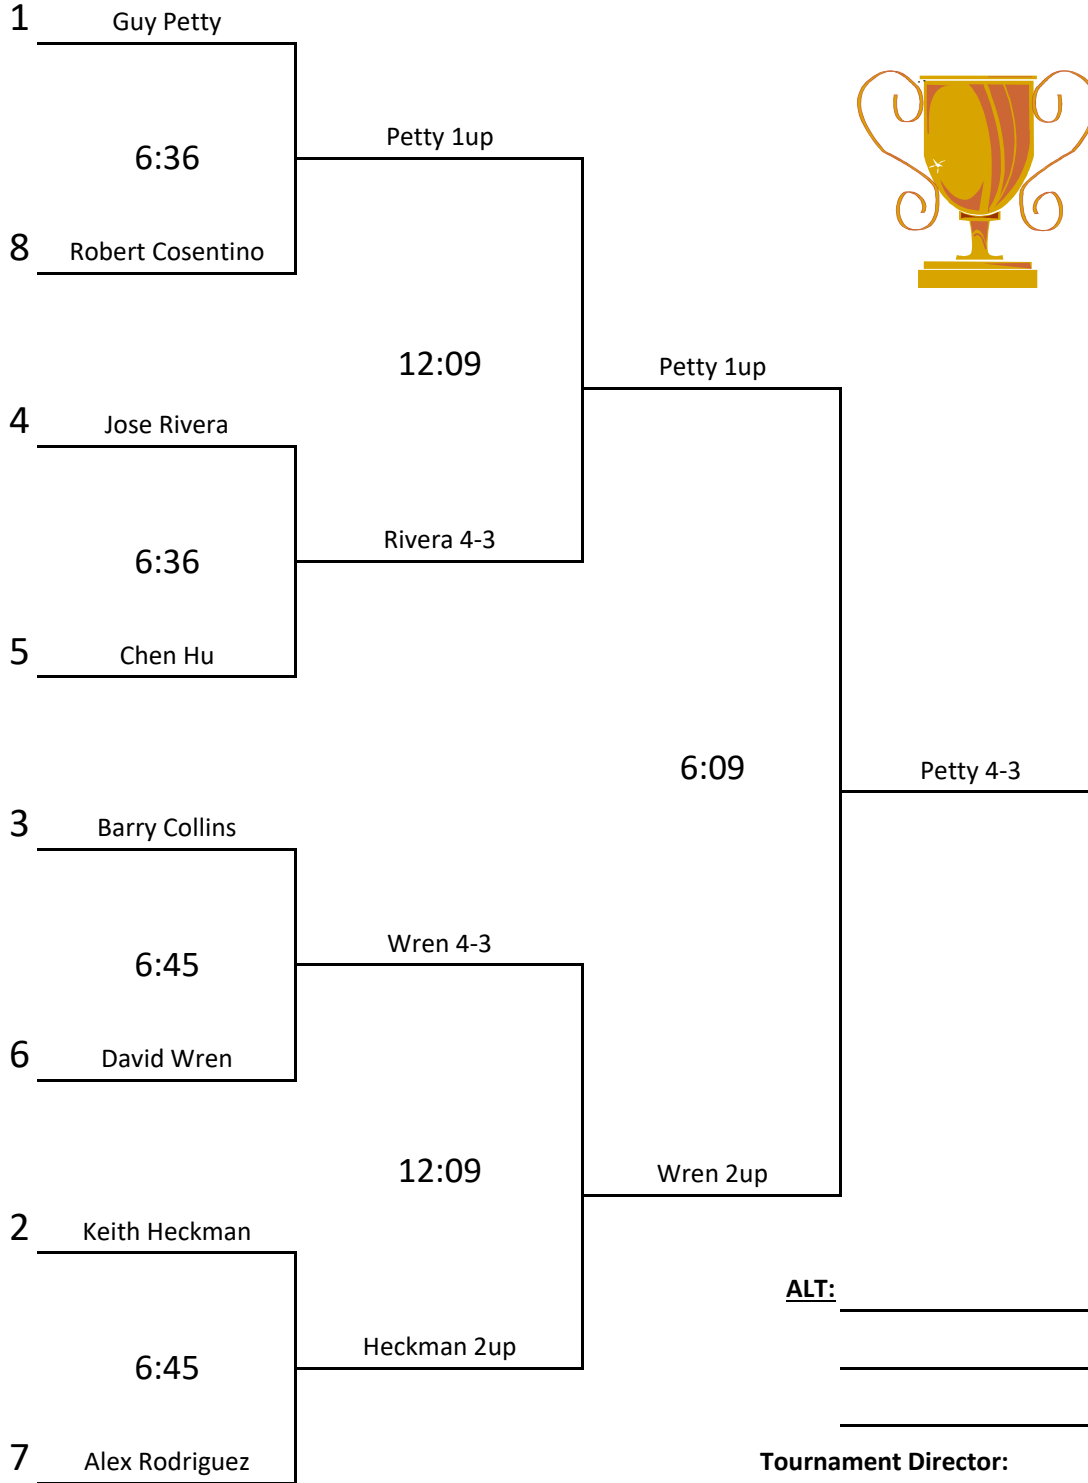 1 Guy Petty
6:36
Petty 1up
8 Robert Cosentino
12:09
Petty 1up
4 Jose Rivera
Rivera 4-3
6:36
5 Chen Hu
6:09
Petty 4-3
3 Barry Collins
Wren 4-3
6:45
6 David Wren
12:09
Wren 2up
2 Keith Heckman
ALT:
Heckman 2up
6:45
7 Alex Rodriguez
Tournament Director: